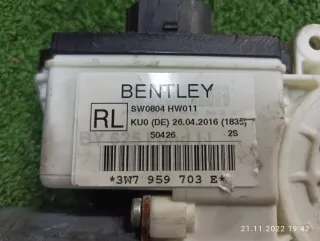 BENTLEY
RL
SW0804 HW011
KU0 (DE) 26.04.2016 (1835)
50426 2S
*3W7 959 703 E*
21.11.2022 12:42